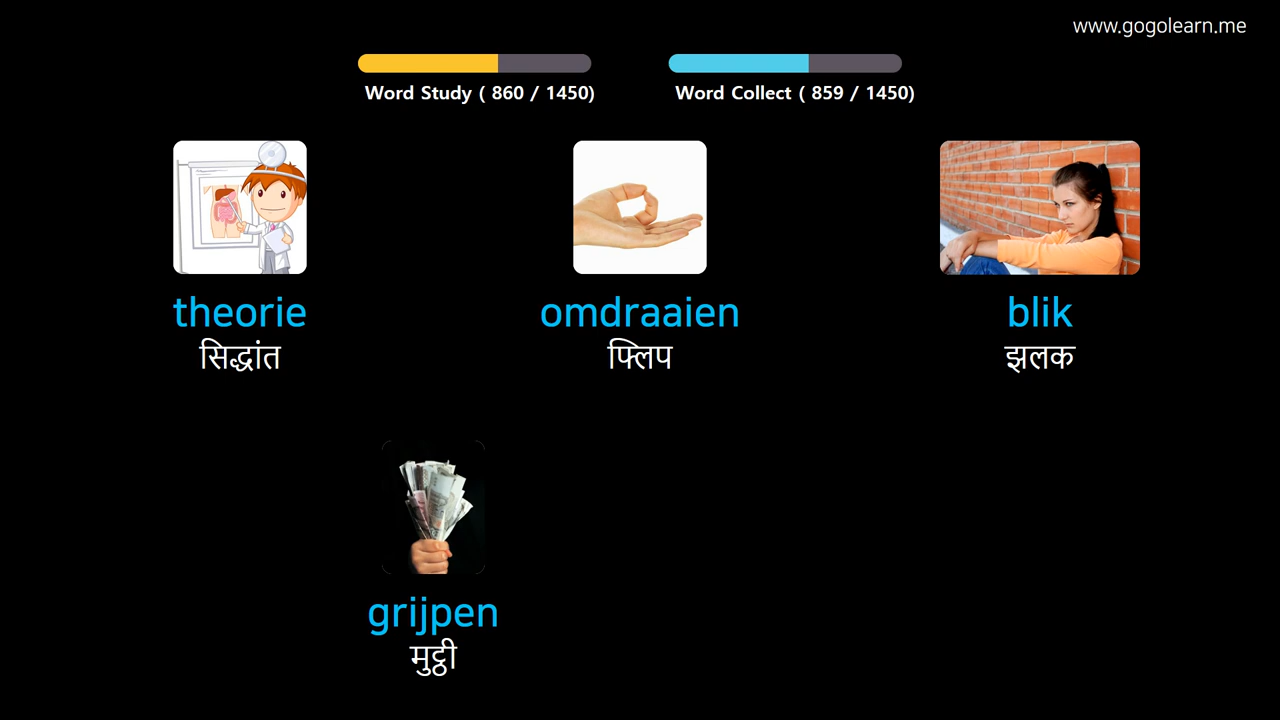 www.gogolearn.me
Word Study ( 860 / 1450)
Word Collect ( 859 / 1450)
theorie
सिद्धांत
omdraaien
फ्लिप
blik
झलक
grijpen
मुट्ठी